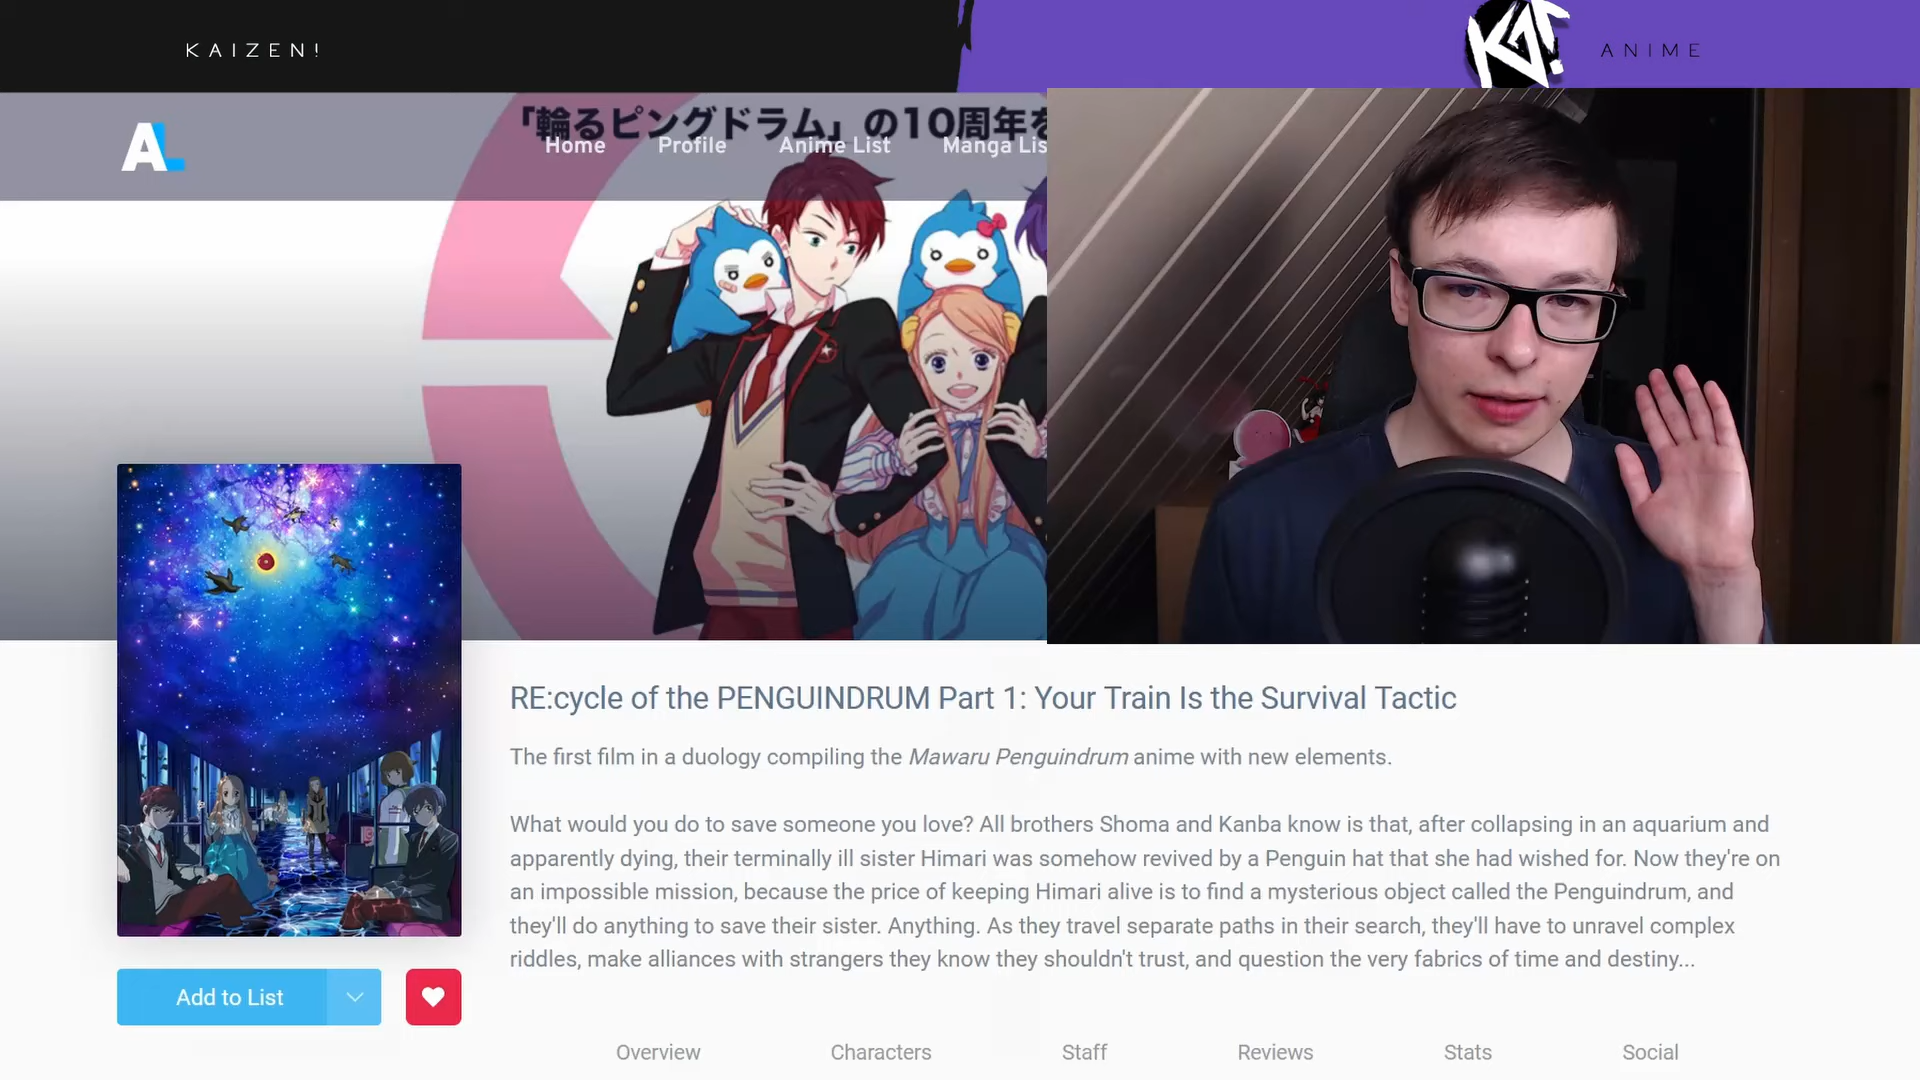 KAIZEN!
KAI!
ANIME
「輪るピングドラム」の10周年を
AL
Home
Profile
Anime List
Manga Lis
RE:cycle of the PENGUINDRUM Part 1: Your Train Is the Survival Tactic
The first film in a duology compiling the Mawaru Penguindrum anime with new elements.
What would you do to save someone you love? All brothers Shoma and Kanba know is that, after collapsing in an aquarium and
apparently dying, their terminally ill sister Himari was somehow revived by a Penguin hat that she had wished for. Now they're on
an impossible mission, because the price of keeping Himari alive is to find a mysterious object called the Penguindrum, and
they'll do anything to save their sister. Anything. As they travel separate paths in their search, they'll have to unravel complex
riddles, make alliances with strangers they know they shouldn't trust, and question the very fabrics of time and destiny...
Add to List
Overview
Characters
Staff
Reviews
Stats
Social